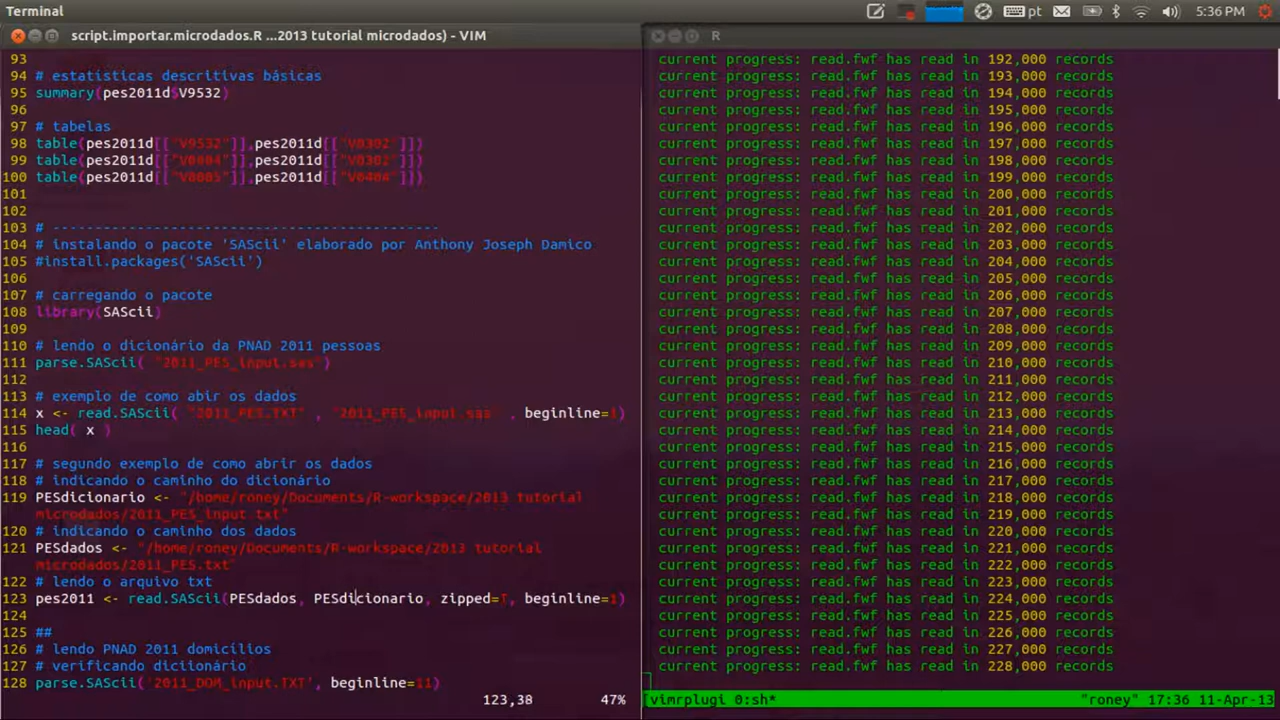 Terminal
pt
5:36 PM
script.importar.microdados.R ...2013 tutorial microdados) - VIM
93
94 # estatísticas descritivas básicas
95 summary(pes2011d$V9532)
96
97 # tabelas
98 table(pes2011d[["V9532"]],pes2011d[["V0302"]])
99 table(pes2011d[["V0404"]],pes2011d[["V0302"]])
100 table(pes2011d[["V8005"]],pes2011d[["V0404"]])
101
102
103 # ----------------------------------------------
104 # instalando o pacote 'SAScii' elaborado por Anthony Joseph Damico
105 #install.packages('SAScii')
106
107 # carregando o pacote
108 library(SAScii)
109
110 # lendo o dicionário da PNAD 2011 pessoas
111 parse.SAScii( "2011_PES_input.sas")
112
113 # exemplo de como abir os dados
114 x <- read.SAScii( "2011_PES.TXT" , "2011_PES_input.sas" , beginline=1)
115 head( x )
116
117 # segundo exemplo de como abrir os dados
118 # indicando o caminho do dicionário
119 PESdicionario <- "/home/roney/Documents/R-workspace/2013 tutorial
microdados/2011_PES_input.txt"
120 # indicando o caminho dos dados
121 PESdados <- "/home/roney/Documents/R-workspace/2013 tutorial
microdados/2011_PES.txt"
122 # lendo o arquivo txt
123 pes2011 <- read.SAScii(PESdados, PESdicionario, zipped=T, beginline=1)
124
125 ##
126 # lendo PNAD 2011 domicílios
127 # verificando diciionário
128 parse.SAScii('2011_DOM_input.TXT', beginline=11)
123,38 47%
R
current progress: read.fwf has read in 192,000 records
current progress: read.fwf has read in 193,000 records
current progress: read.fwf has read in 194,000 records
current progress: read.fwf has read in 195,000 records
current progress: read.fwf has read in 196,000 records
current progress: read.fwf has read in 197,000 records
current progress: read.fwf has read in 198,000 records
current progress: read.fwf has read in 199,000 records
current progress: read.fwf has read in 200,000 records
current progress: read.fwf has read in 201,000 records
current progress: read.fwf has read in 202,000 records
current progress: read.fwf has read in 203,000 records
current progress: read.fwf has read in 204,000 records
current progress: read.fwf has read in 205,000 records
current progress: read.fwf has read in 206,000 records
current progress: read.fwf has read in 207,000 records
current progress: read.fwf has read in 208,000 records
current progress: read.fwf has read in 209,000 records
current progress: read.fwf has read in 210,000 records
current progress: read.fwf has read in 211,000 records
current progress: read.fwf has read in 212,000 records
current progress: read.fwf has read in 213,000 records
current progress: read.fwf has read in 214,000 records
current progress: read.fwf has read in 215,000 records
current progress: read.fwf has read in 216,000 records
current progress: read.fwf has read in 217,000 records
current progress: read.fwf has read in 218,000 records
current progress: read.fwf has read in 219,000 records
current progress: read.fwf has read in 220,000 records
current progress: read.fwf has read in 221,000 records
current progress: read.fwf has read in 222,000 records
current progress: read.fwf has read in 223,000 records
current progress: read.fwf has read in 224,000 records
current progress: read.fwf has read in 225,000 records
current progress: read.fwf has read in 226,000 records
current progress: read.fwf has read in 227,000 records
current progress: read.fwf has read in 228,000 records
[vimrplugi 0:sh* "roney" 17:36 11-Apr-13